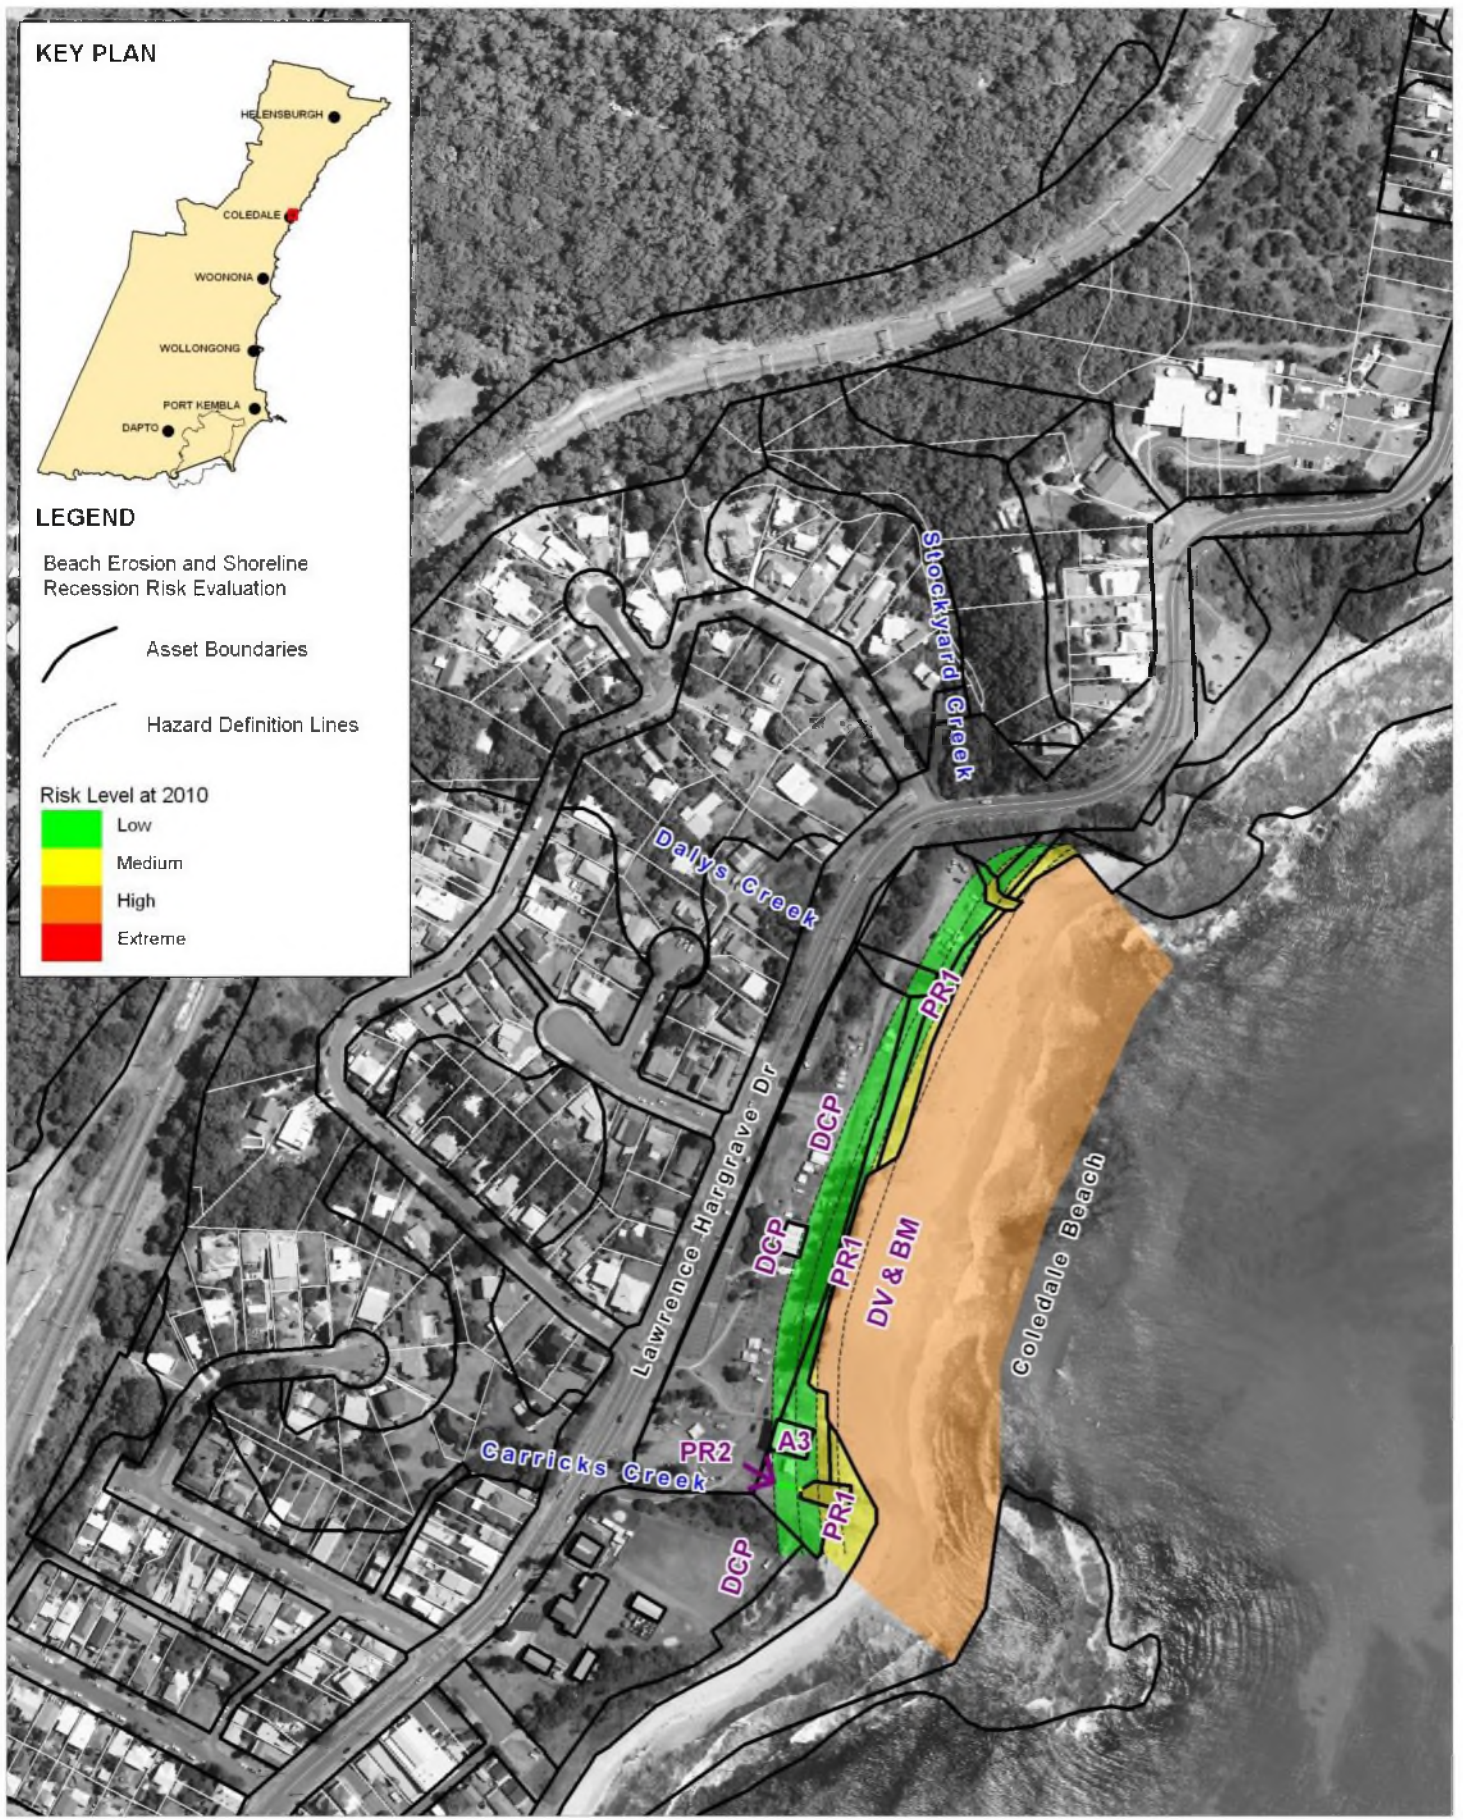 KEY PLAN
HELENSBURGH
COLEDALE
WOONONA
WOLLONGONG
PORT KEMBLA
DAPTO
LEGEND
Beach Erosion and Shoreline
Recession Risk Evaluation
Asset Boundaries
Hazard Definition Lines
Risk Level at 2010
Low
Medium
High
Extreme
Stockyard Creek
Dalys Creek
PR1
DCP
Lawrence Hargrave Dr
DCP
PR1
DV & BM
Coledale Beach
Carricks Creek
PR2
A3
PR1
DCP